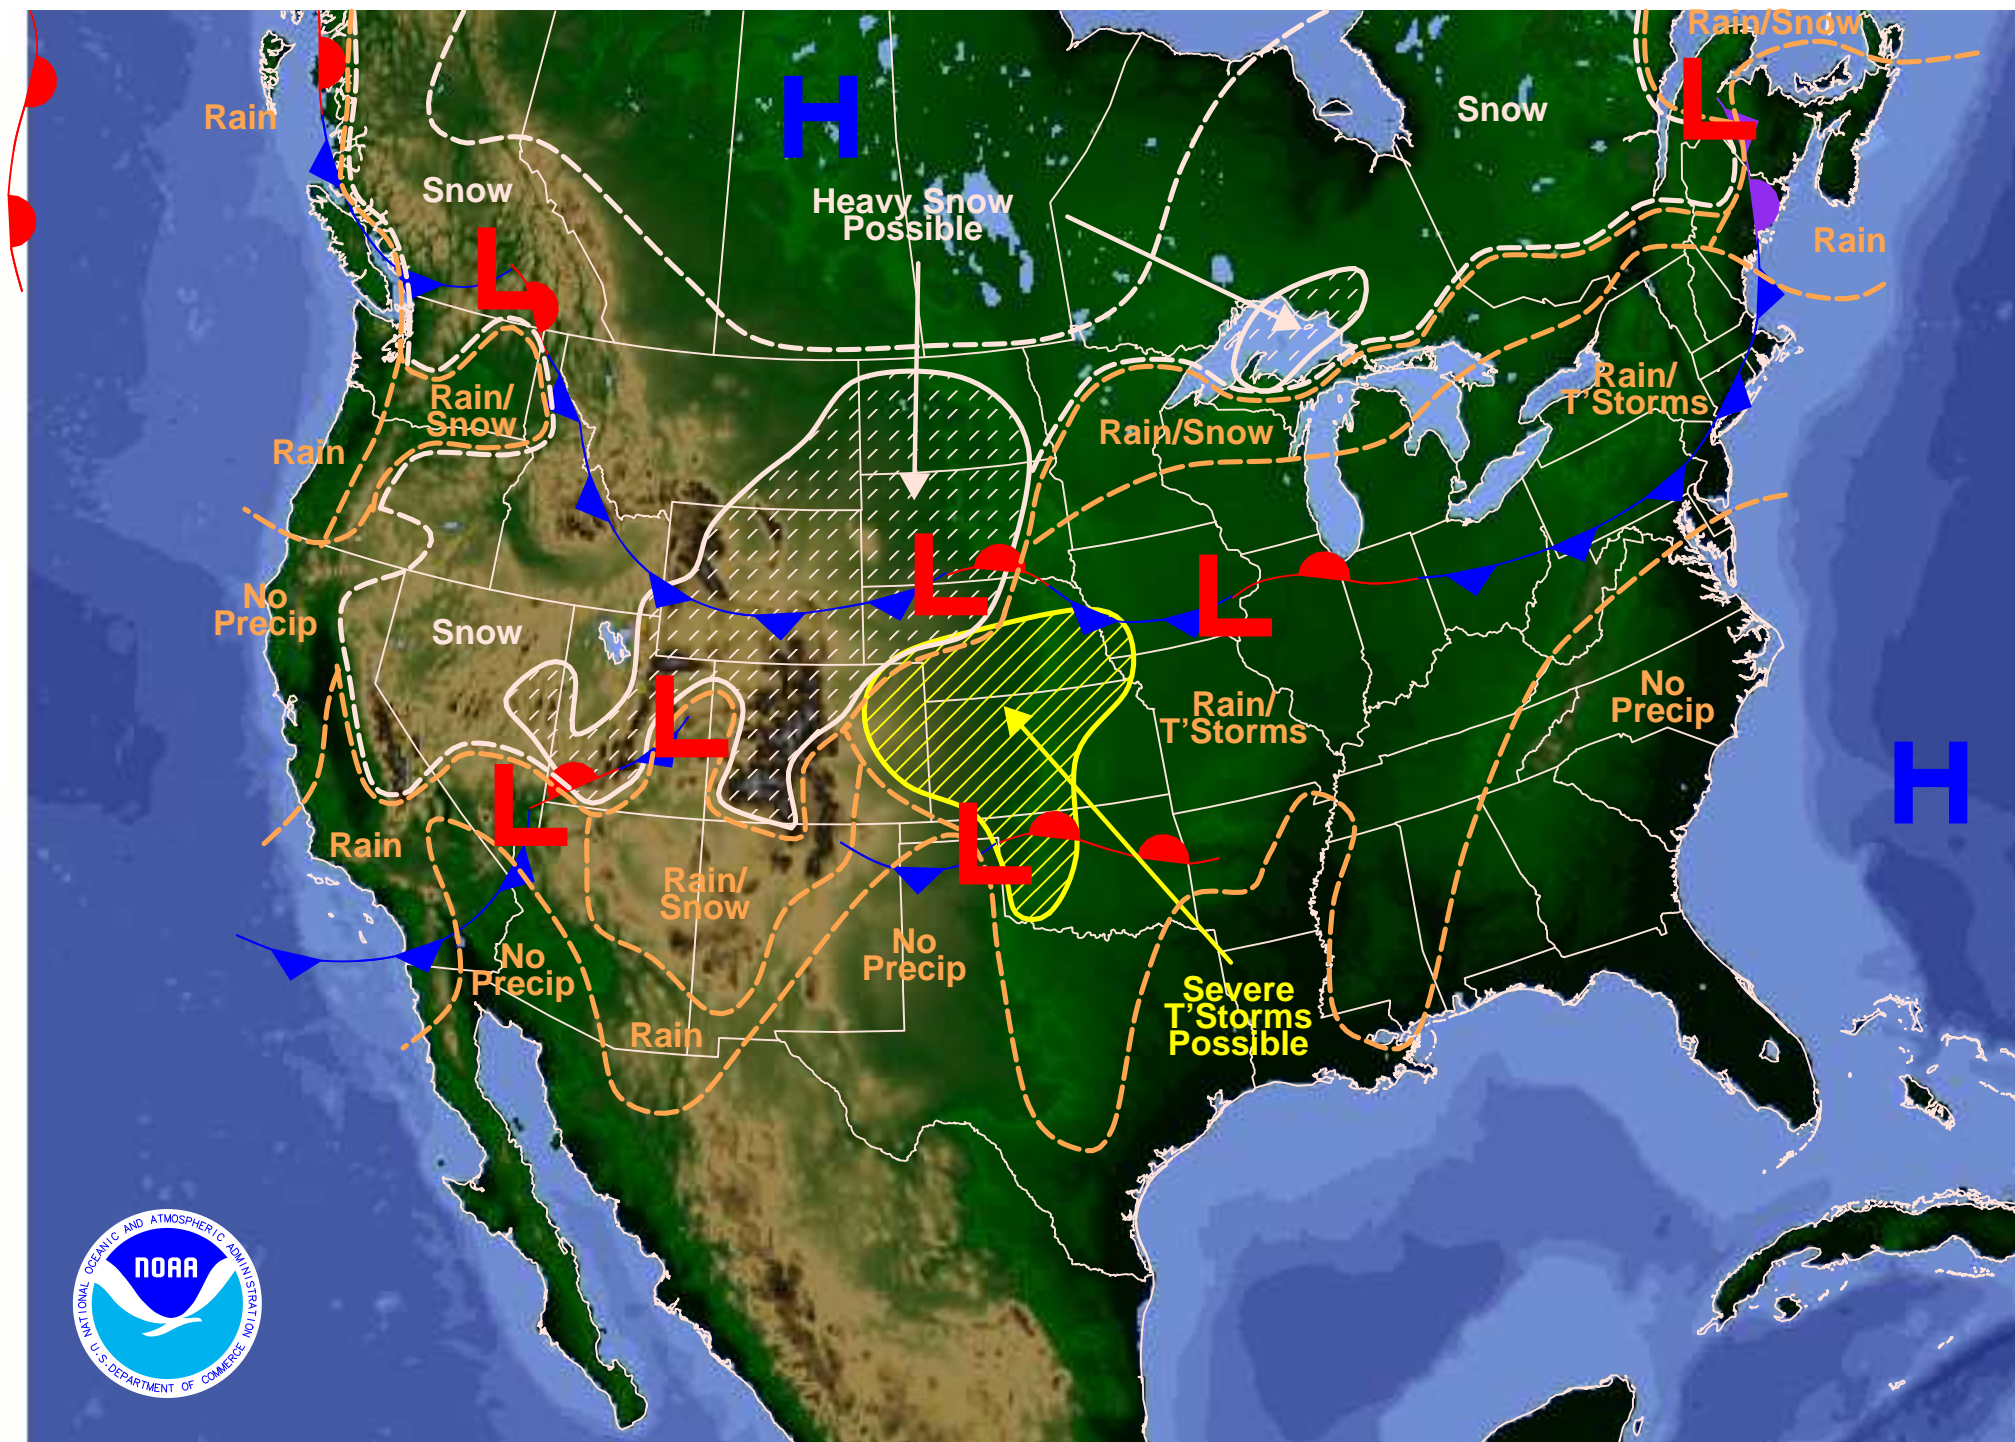 Rain/Snow
H
L
Snow
Rain
Snow
Heavy Snow
Possible
Rain
L
Rain/
Snow
Rain
Rain/Snow
Rain/
T'Storms
L
L
No
Precip
Snow
L
Rain/
T'Storms
No
Precip
H
L
Rain
L
Rain/
Snow
No
Precip
No
Precip
Rain
Severe
T'Storms
Possible
NATIONAL OCEANIC AND ATMOSPHERIC ADMINISTRATION
NOAA
U.S. DEPARTMENT OF COMMERCE